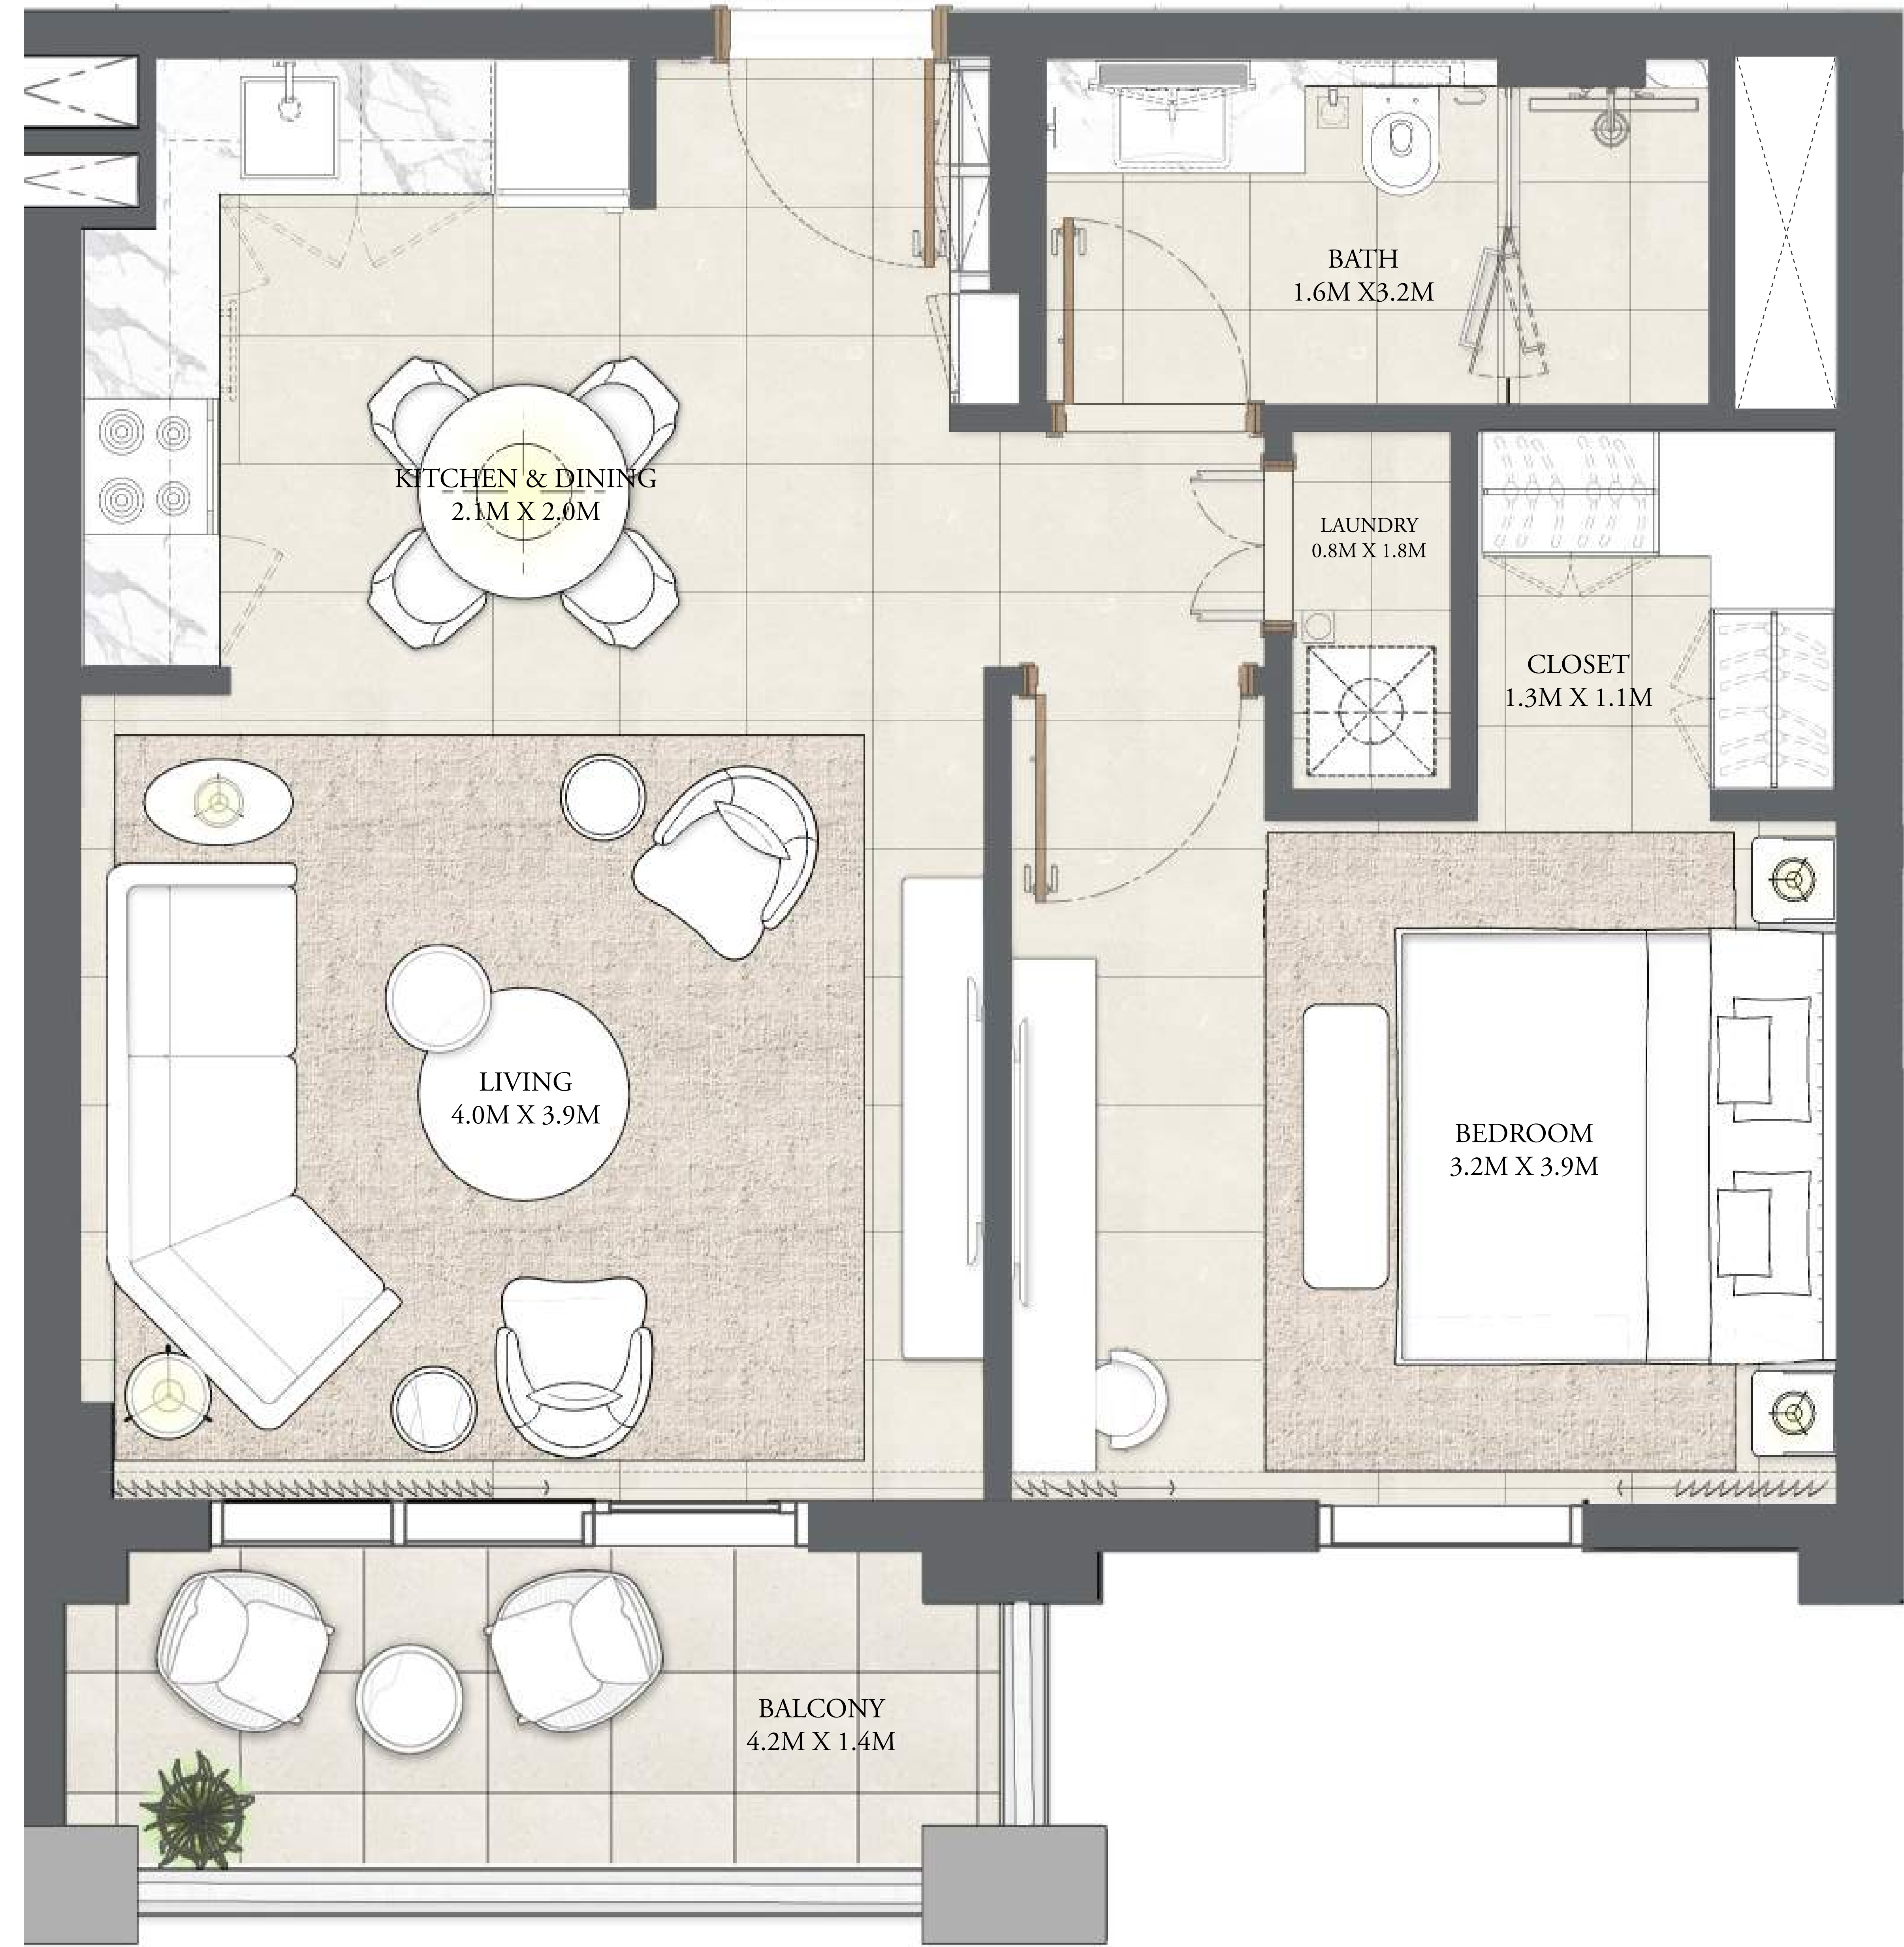 BATH
1.6M X3.2M
KITCHEN & DINING
2.1M X 2.0M
LAUNDRY
0.8M X 1.8M
CLOSET
1.3M X 1.1M
LIVING
4.0M X 3.9M
BEDROOM
3.2M X 3.9M
BALCONY
4.2M X 1.4M